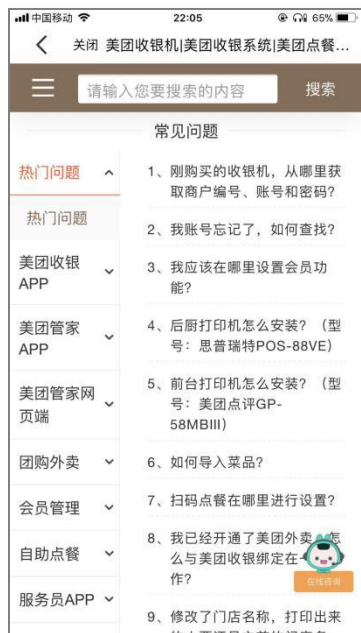 中国移动 22:05 65%
关闭 美团收银机|美团收银系统|美团点餐...
请输入您要搜索的内容 搜索
常见问题
热门问题
热门问题
美团收银
APP
美团管家
APP
美团管家网
页端
团购外卖
会员管理
自助点餐
服务员APP
1、刚购买的收银机，从哪里获
取商户编号、账号和密码？
2、我账号忘记了，如何查找？
3、我应该在哪里设置会员功
能？
4、后厨打印机怎么安装？（型
号：思普瑞特POS-88VE）
5、前台打印机怎么安装？（型
号：美团点评GP-
58MBIII）
6、如何导入菜品？
7、扫码点餐在哪里进行设置？
8、我已经开通了美团外卖，怎
么与美团收银绑定在一
作？
在线咨询
9、修改了门店名称，打印出来